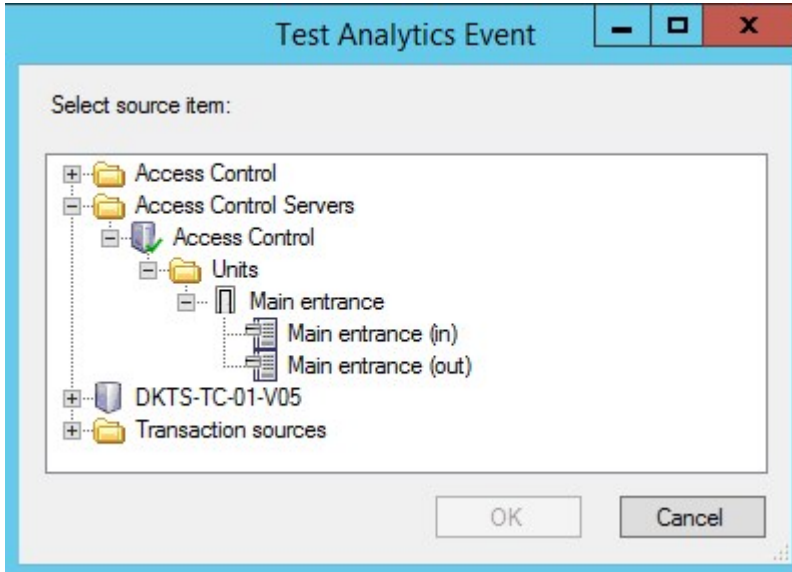 Test Analytics Event
Select source item:
Access Control
Access Control Servers
Access Control
Units
Main entrance
Main entrance (in)
Main entrance (out)
DKTS-TC-01-V05
Transaction sources
OK Cancel